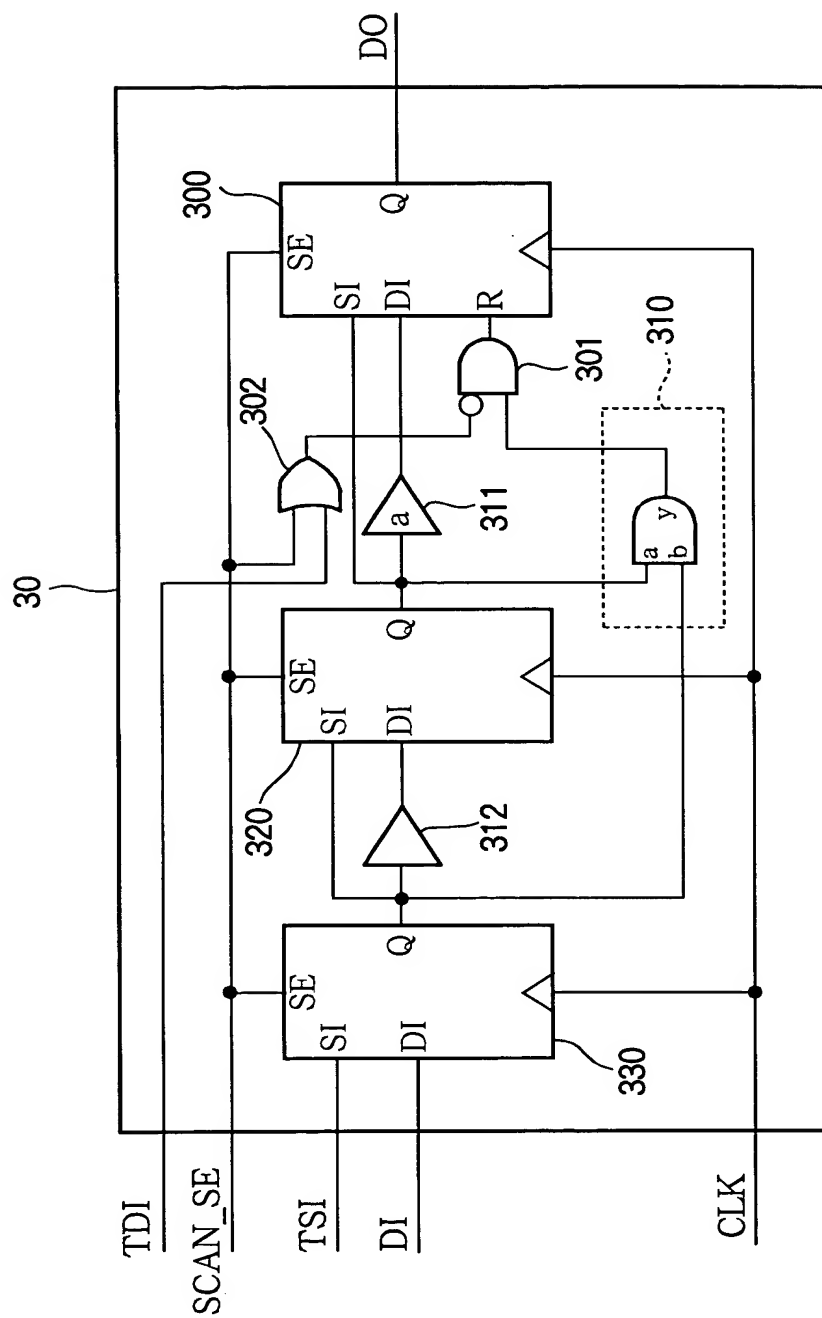 30
TDI
SCAN_SE
TSI
DI
CLK
DO
302
300
SE
SI
DI
Q
R
301
310
a
b
y
a
311
320
SE
SI
DI
Q
312
SE
SI
DI
Q
330